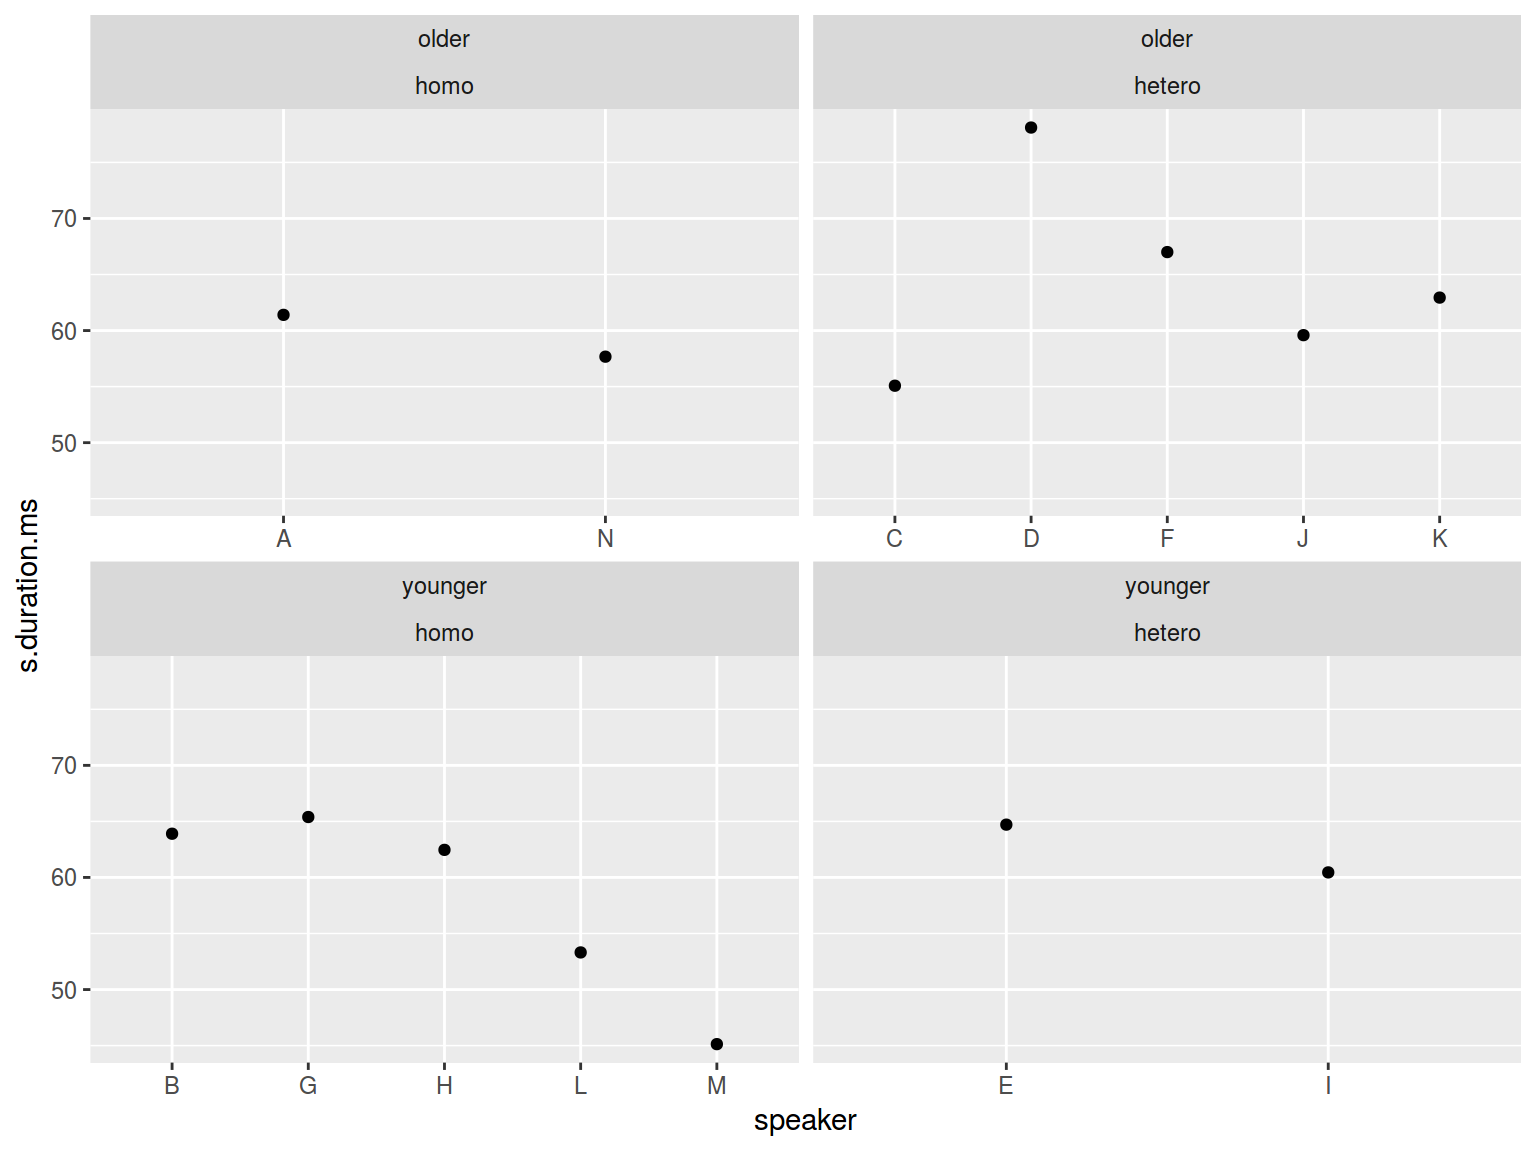 older
homo
older
hetero
70
60
50
A N
C D F J K
younger
homo
younger
hetero
70
60
50
B G H L M
E I
speaker
s.duration.ms